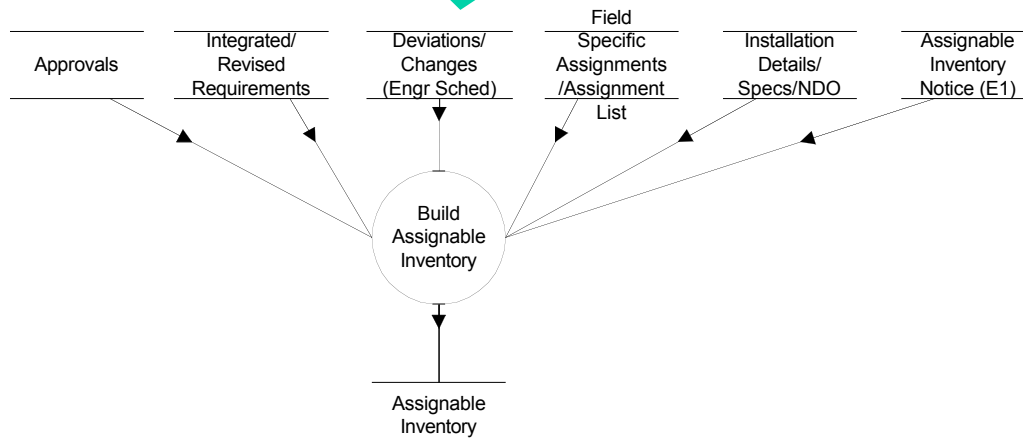 Approvals
Integrated/
Revised
Requirements
Deviations/
Changes
(Engr Sched)
Field
Specific
Assignments
/Assignment
List
Installation
Details/
Specs/NDO
Assignable
Inventory
Notice (E1)
Build
Assignable
Inventory
Assignable
Inventory